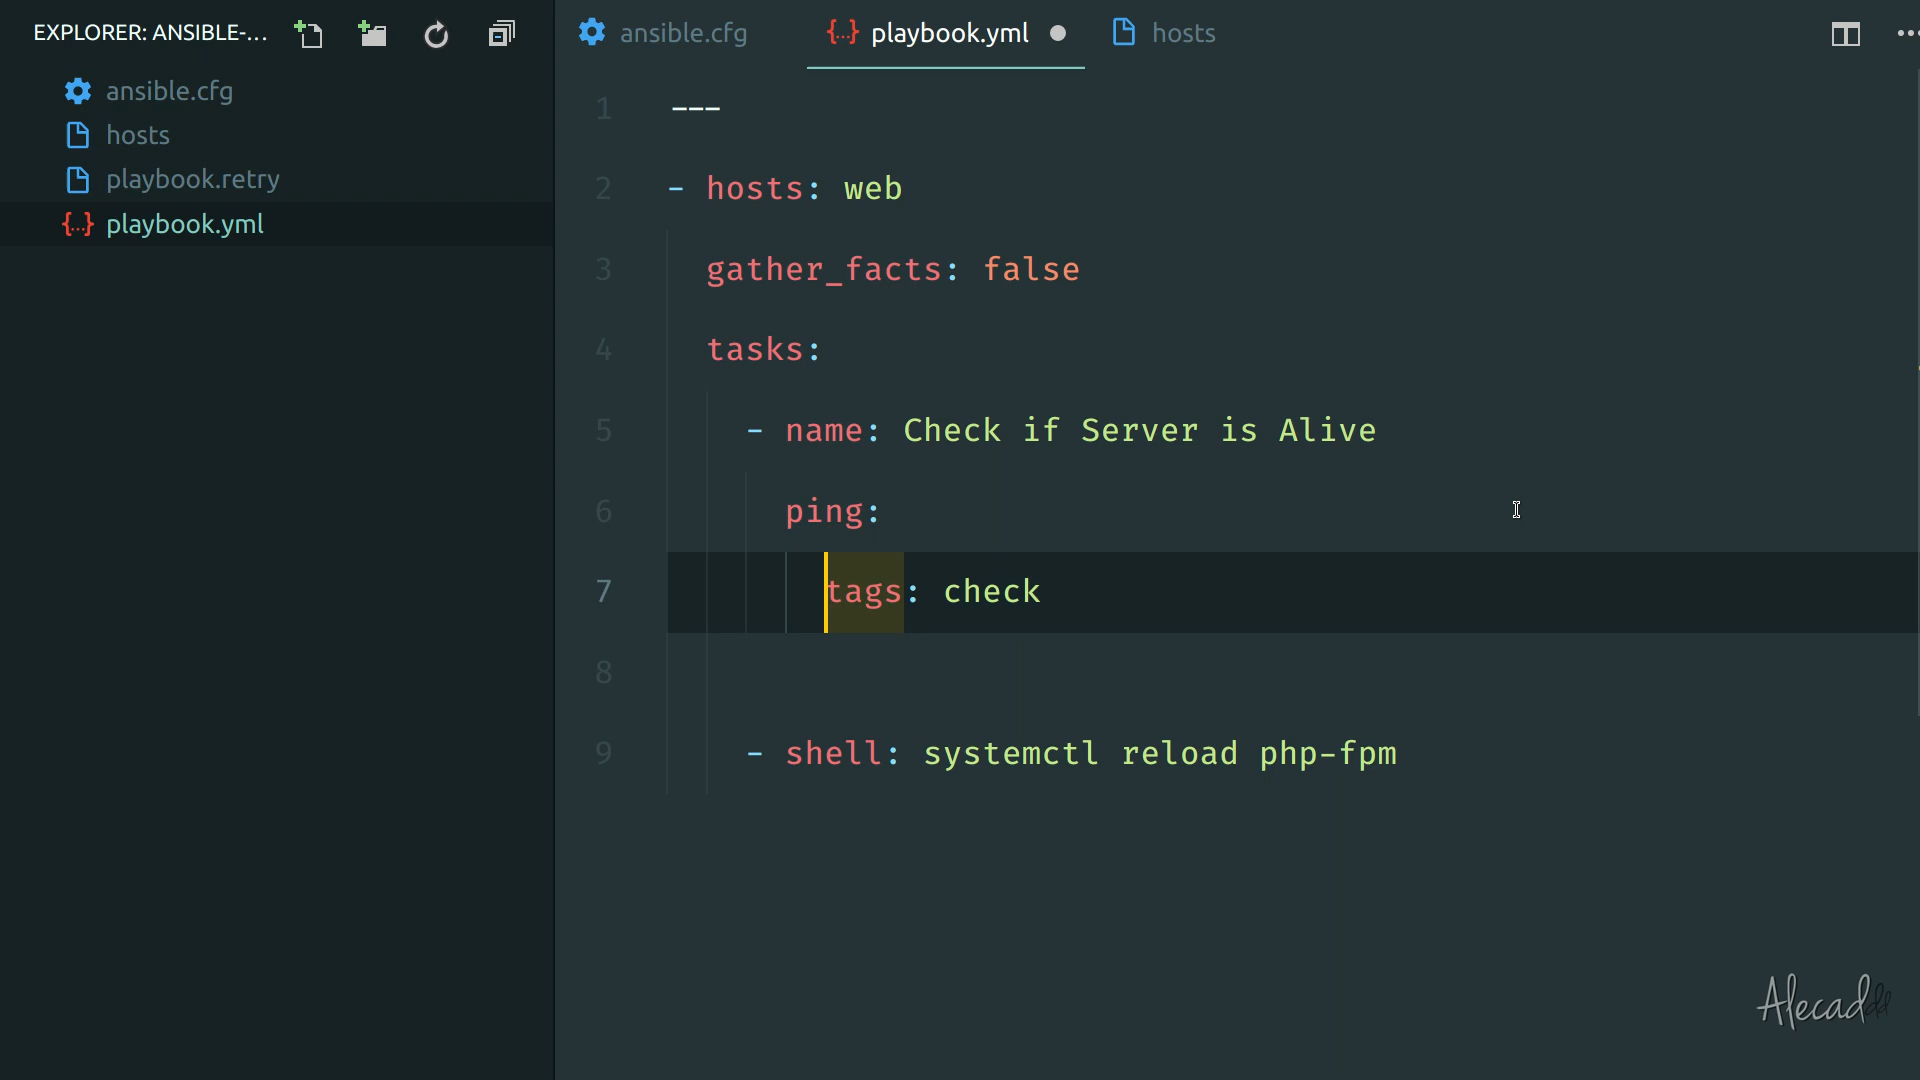 EXPLORER: ANSIBLE-...
ansible.cfg
hosts
playbook.retry
playbook.yml
ansible.cfg
playbook.yml
hosts
1 ---
2 - hosts: web
3 gather_facts: false
4 tasks:
5 - name: Check if Server is Alive
6 ping:
7 tags: check
8
9 - shell: systemctl reload php-fpm
Alecaddd